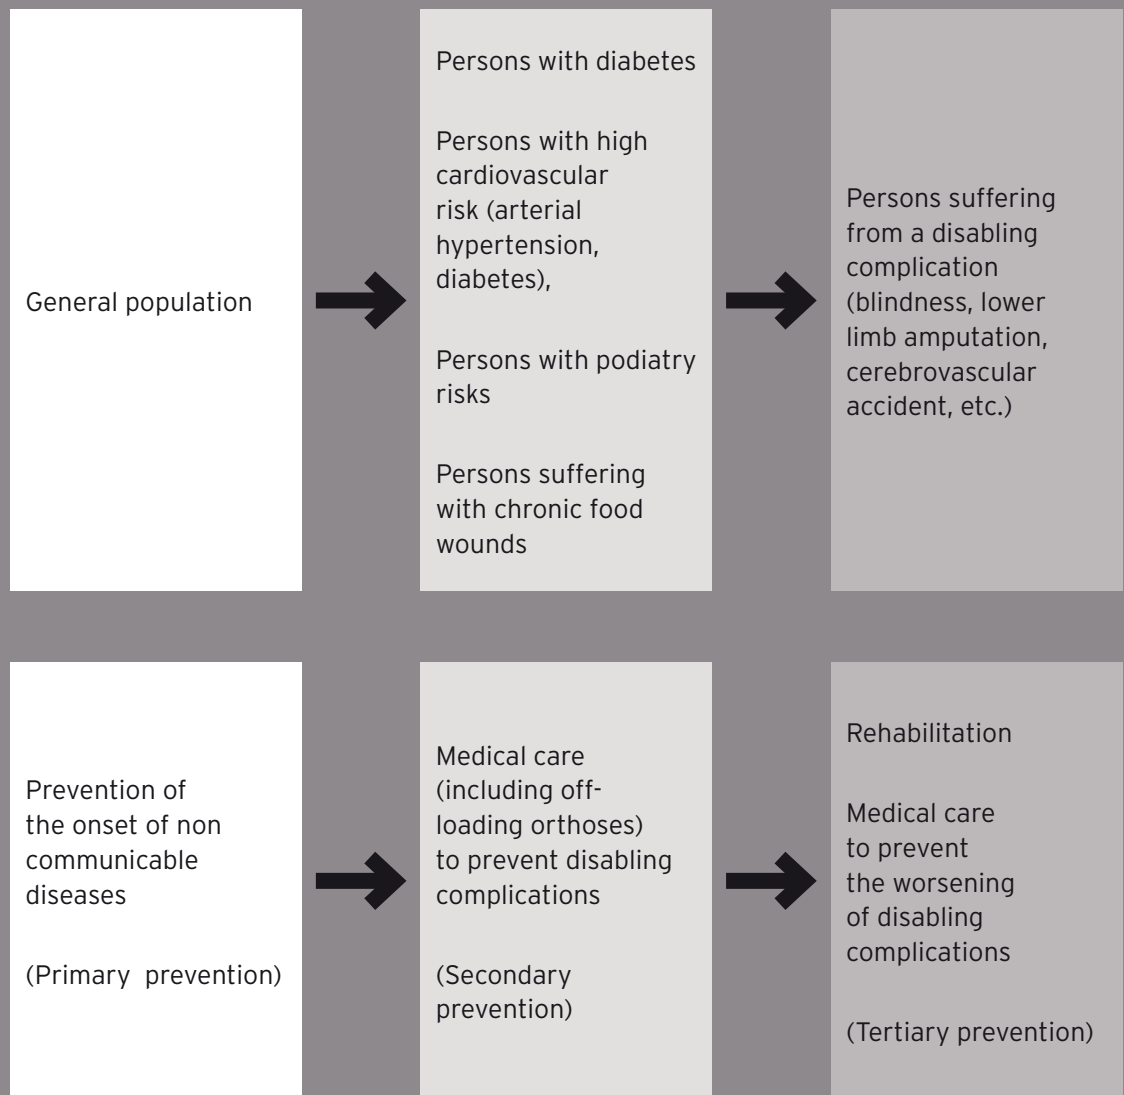 General population
Persons with diabetes
Persons with high
cardiovascular
risk (arterial
hypertension,
diabetes),
Persons with podiatry
risks
Persons suffering
with chronic food
wounds
Persons suffering
from a disabling
complication
(blindness, lower
limb amputation,
cerebrovascular
accident, etc.)
Prevention of
the onset of non
communicable
diseases
(Primary prevention)
Medical care
(including off-
loading orthoses)
to prevent disabling
complications
(Secondary
prevention)
Rehabilitation
Medical care
to prevent
the worsening
of disabling
complications
(Tertiary prevention)